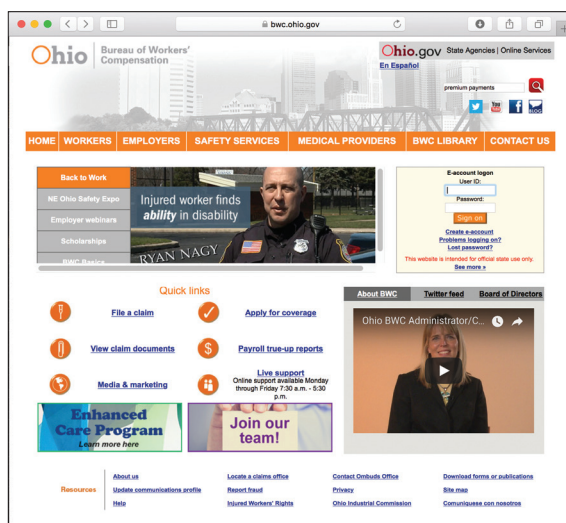 bwc.ohio.gov
Ohio Bureau of Workers'
Compensation
Ohio.gov State Agencies | Online Services
En Español
premium payments
You
Tube
BLOG
HOME WORKERS EMPLOYERS SAFETY SERVICES MEDICAL PROVIDERS BWC LIBRARY CONTACT US
Back to Work
NE Ohio Safety Expo
Employer webinars
Scholarships
BWC Basics
Injured worker finds
ability in disability
RYAN NAGY
E-account logon
User ID:
Password:
Sign on
Create e-account
Problems logging on?
Lost password?
This website is intended for official state use only.
See more »
Quick links
File a claim
Apply for coverage
View claim documents
Payroll true-up reports
Media & marketing
Live support
Online support available Monday
through Friday 7:30 a.m. - 5:30
p.m.
Enhanced
Care Program
Learn more here
Join our
team!
About BWC Twitter feed Board of Directors
Ohio BWC Administrator/C...
Resources
About us Locate a claims office Contact Ombuds Office Download forms or publications
Update communications profile Report fraud Privacy Site map
Help Injured Workers' Rights Ohio Industrial Commission Comuniquese con nosotros